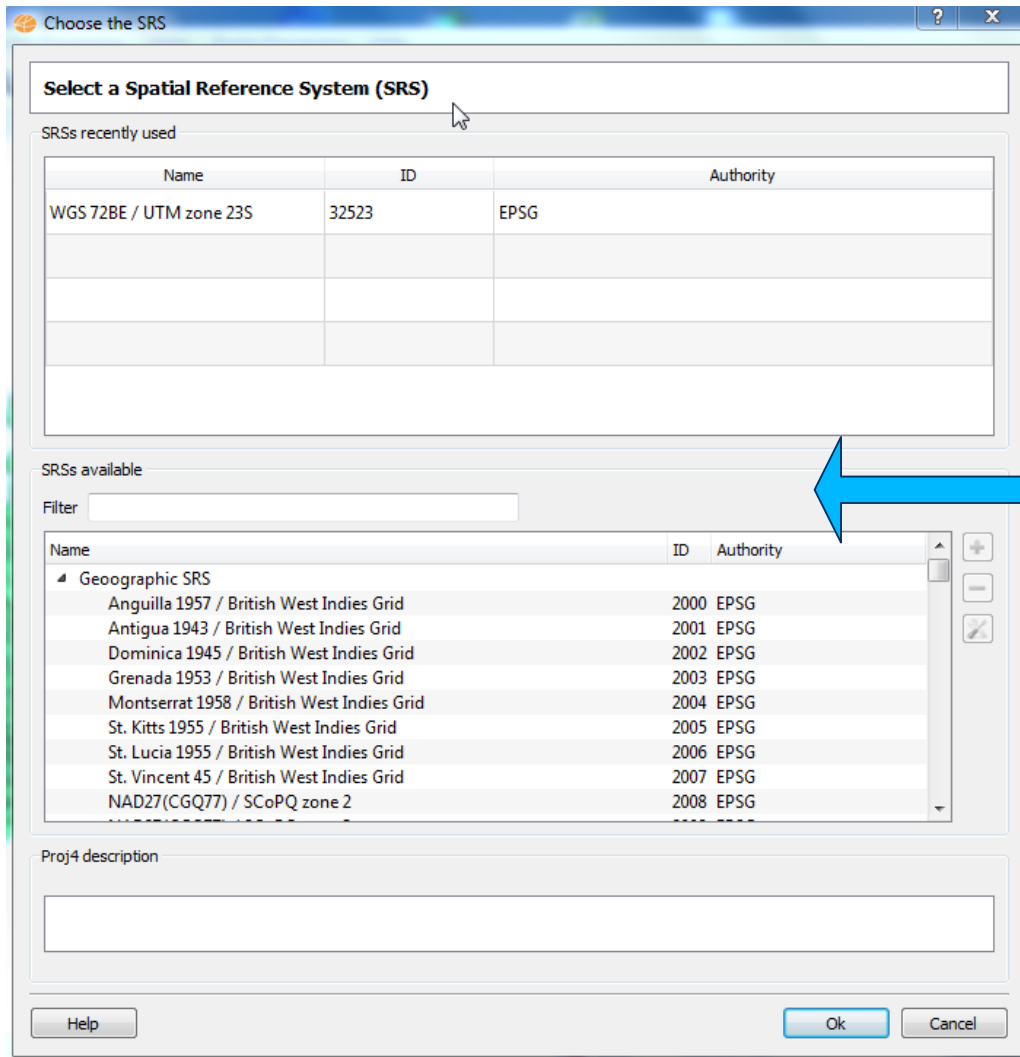 Choose the SRS
?
X
Select a Spatial Reference System (SRS)
SRSs recently used
Name ID Authority
WGS 72BE / UTM zone 23S 32523 EPSG
SRSs available
Filter
Name ID Authority
Geoographic SRS
Anguilla 1957 / British West Indies Grid 2000 EPSG
Antigua 1943 / British West Indies Grid 2001 EPSG
Dominica 1945 / British West Indies Grid 2002 EPSG
Grenada 1953 / British West Indies Grid 2003 EPSG
Montserrat 1958 / British West Indies Grid 2004 EPSG
St. Kitts 1955 / British West Indies Grid 2005 EPSG
St. Lucia 1955 / British West Indies Grid 2006 EPSG
St. Vincent 45 / British West Indies Grid 2007 EPSG
NAD27(CGQ77) / SCoPQ zone 2 2008 EPSG
Proj4 description
Help Ok Cancel